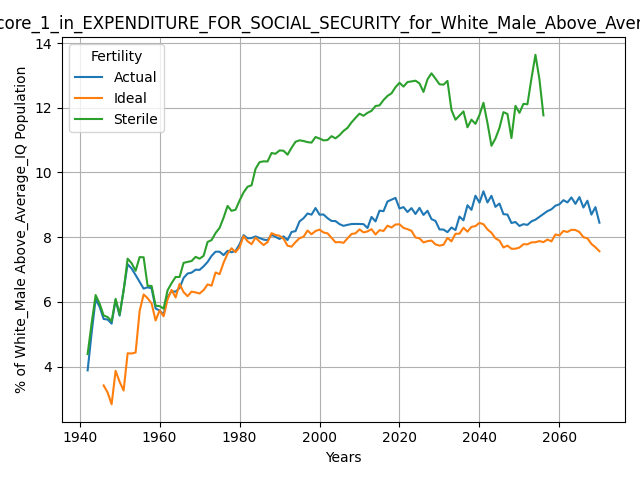 core_1_in_EXPENDITURE_FOR_SOCIAL_SECURITY_for_White_Male_Above_Aver
14
12
10
8
6
4
% of White_Male Above_Average_IQ Population
Fertility
Actual
Ideal
Sterile
1940
1960
1980
2000
2020
2040
2060
Years